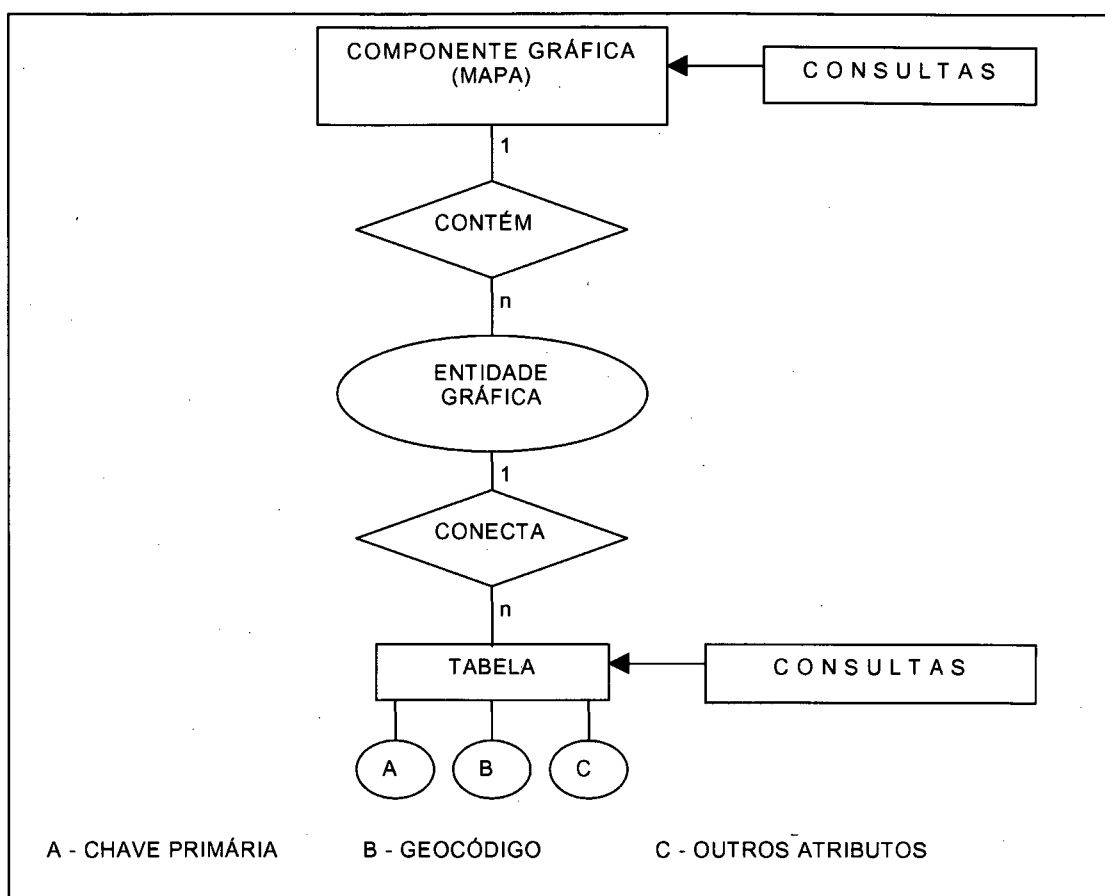 COMPONENTE GRÁFICA
(MAPA)
CONSULTAS
1
CONTÉM
n
ENTIDADE
GRÁFICA
1
CONECTA
n
TABELA
CONSULTAS
A
B
C
A - CHAVE PRIMÁRIA
B - GEOCÓDIGO
C - OUTROS ATRIBUTOS